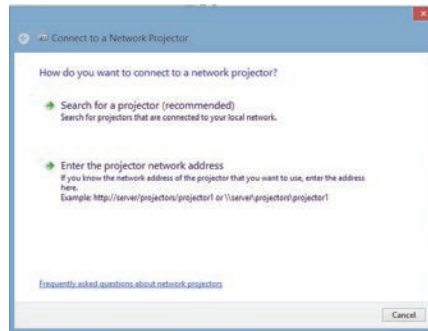 Connect to a Network Projector
How do you want to connect to a network projector?
Search for a projector (recommended)
Search for projectors that are connected to your local network.
Enter the projector network address
If you know the network address of the projector that you want to use, enter the address
here.
Example: http://server/projectors/projector1 or \\server\projectors\projector1
Frequently asked questions about network projectors
Cancel